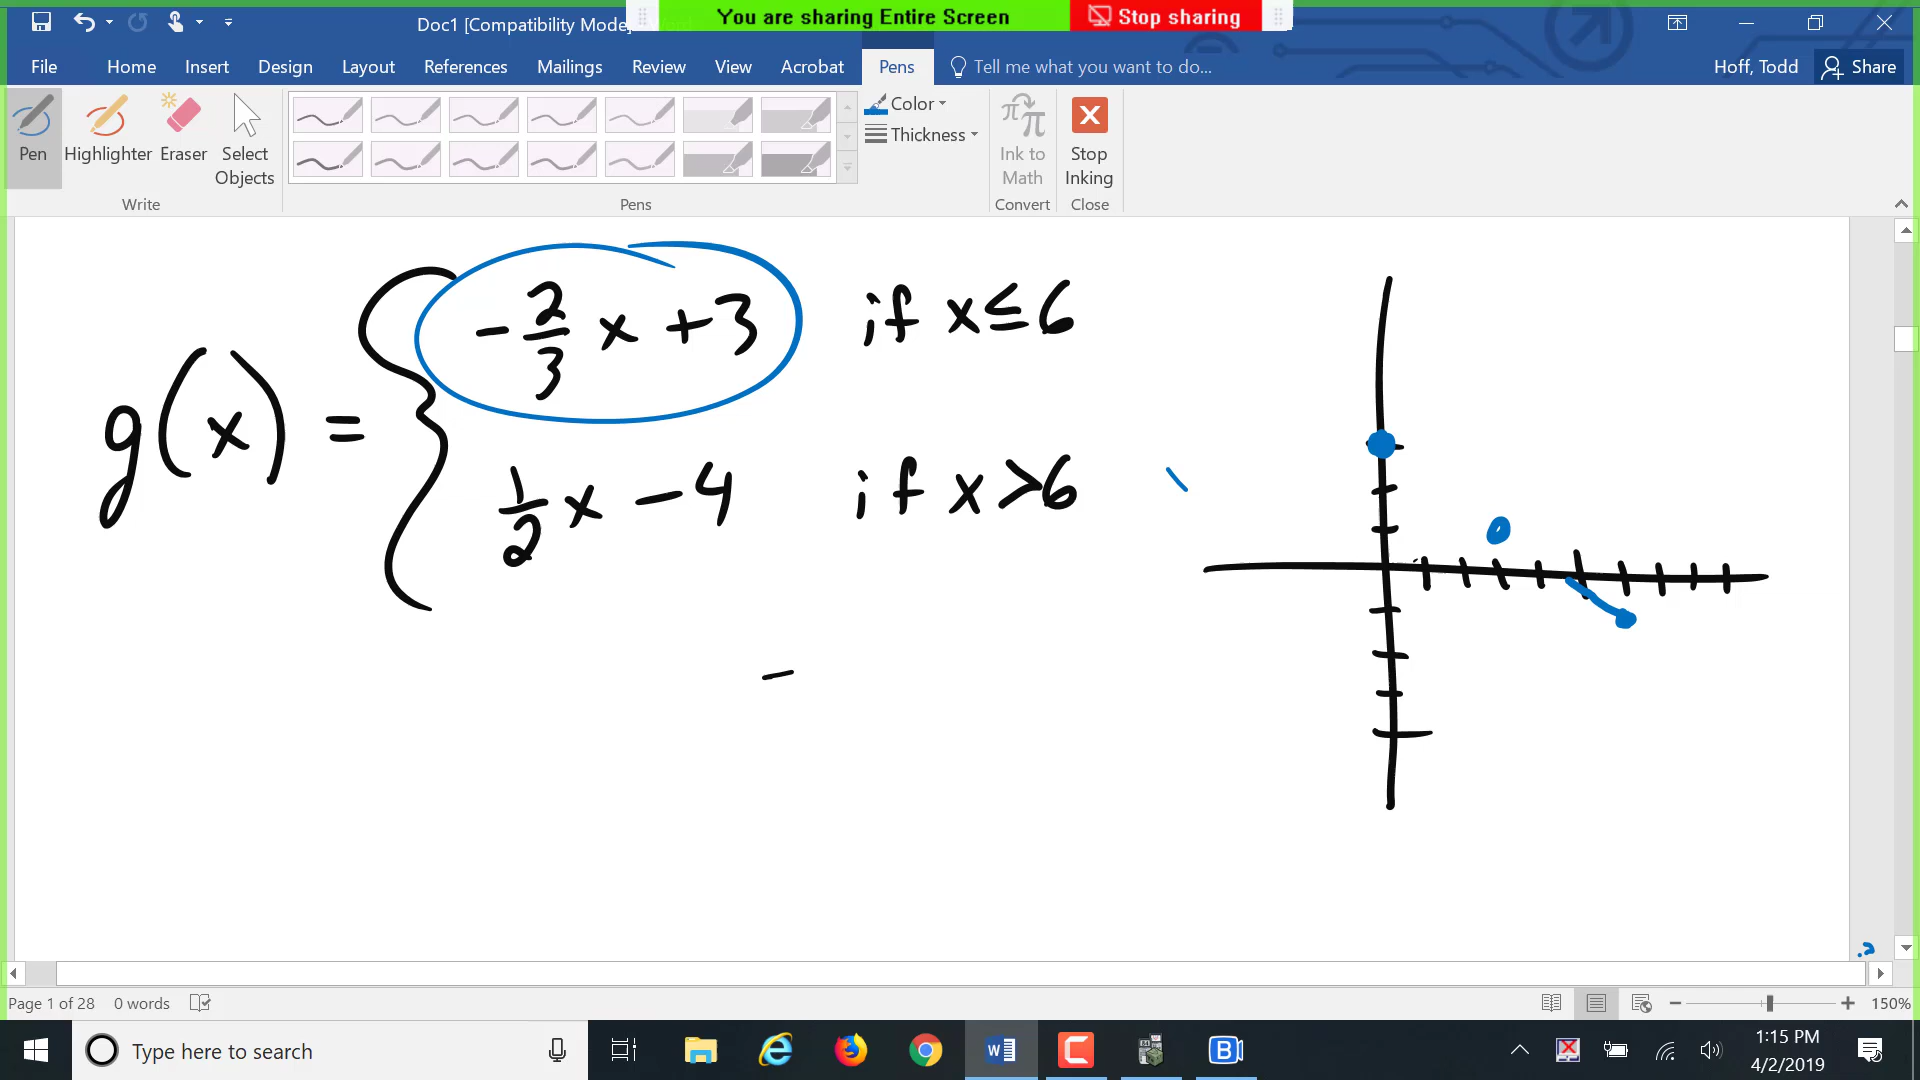 You are sharing Entire Screen Stop sharing
Doc1 [Compatibility Mode]
File Home Insert Design Layout References Mailings Review View Acrobat Pens Tell me what you want to do... Hoff, Todd Share
Pen Highlighter Eraser Select Objects
Color
Thickness
Ink to Math
Stop Inking
Write Pens Convert Close
g(x) = { -2/3 x + 3 if x ≤ 6
1/2 x - 4 if x > 6
Page 1 of 28 0 words 150%
Type here to search
1:15 PM
4/2/2019